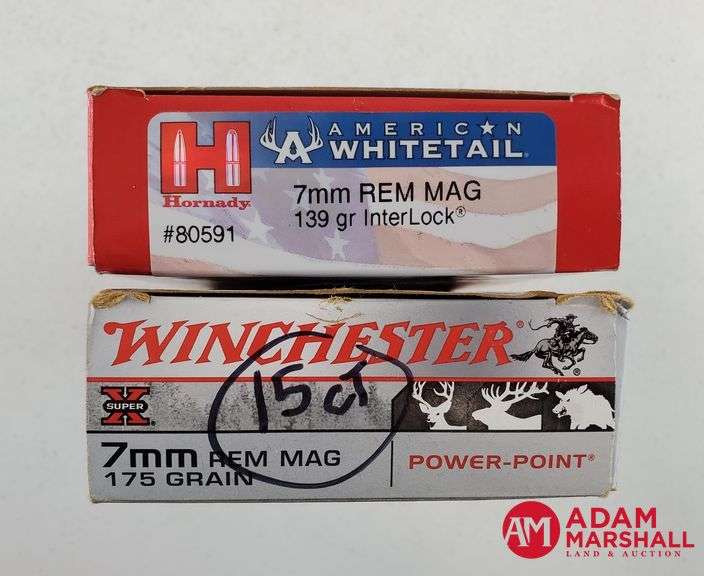 H
Hornady
#80591
AMERICAN
WHITETAIL
7mm REM MAG
139 gr InterLock®
WINCHESTER®
X
SUPER
15 CT
7mm REM MAG
175 GRAIN
POWER-POINT®
AM
ADAM
MARSHALL
LAND & AUCTION